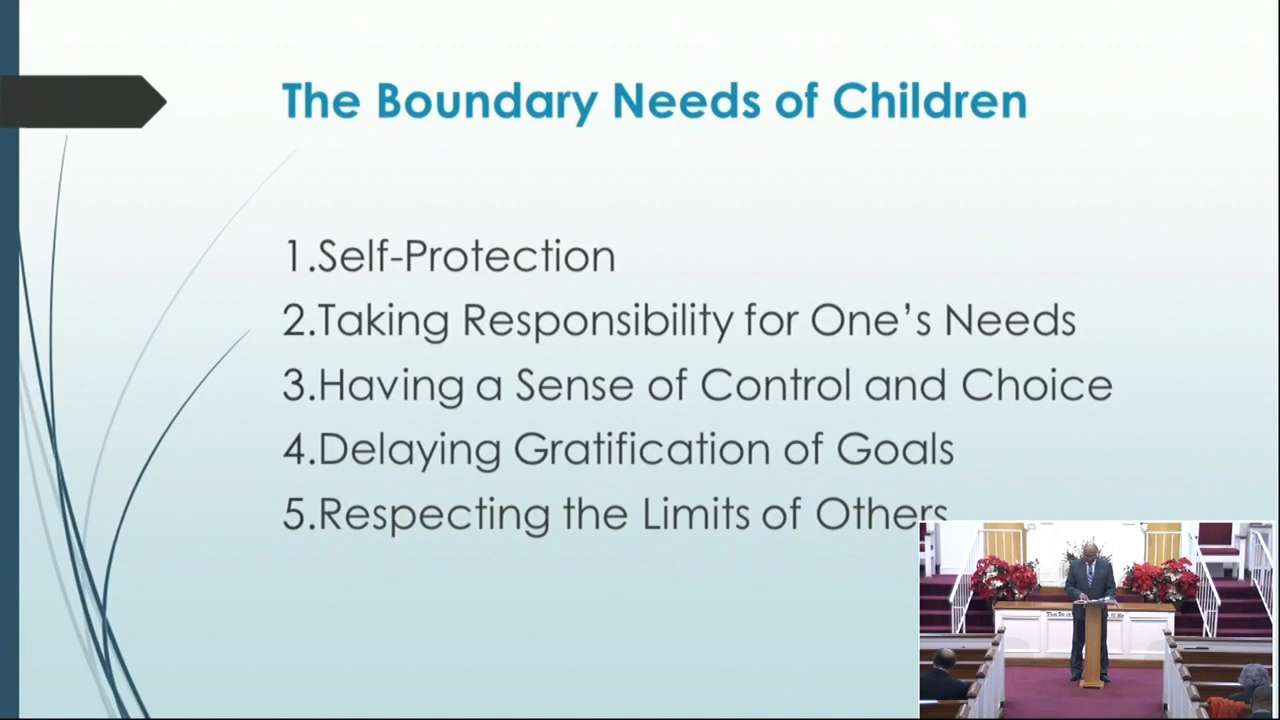 The Boundary Needs of Children
1.Self-Protection
2.Taking Responsibility for One’s Needs
3.Having a Sense of Control and Choice
4.Delaying Gratification of Goals
5.Respecting the Limits of Others